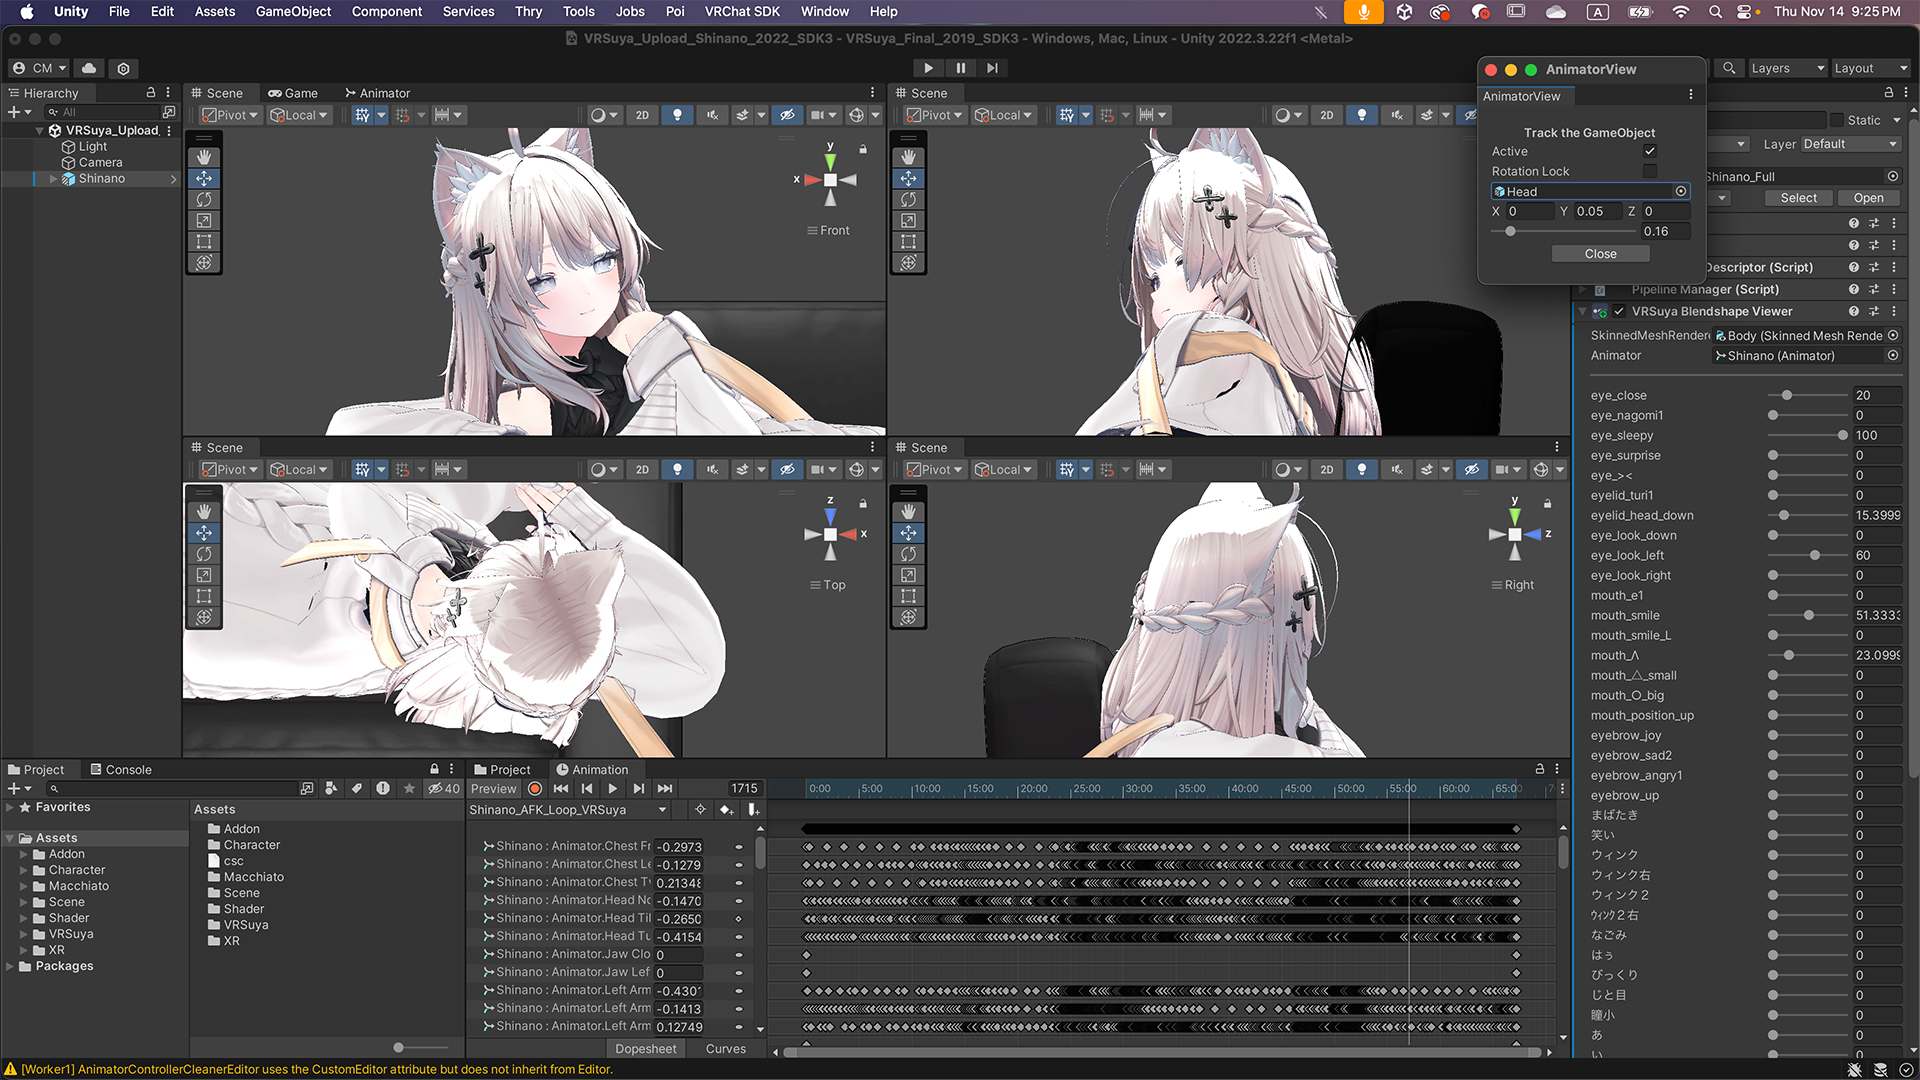 Unity File Edit Assets GameObject Component Services Thry Tools Jobs Poi VRChat SDK Window Help
A Thu Nov 14 9:25 PM
VRSuya_Upload_Shinano_2022_SDK3 - VRSuya_Final_2019_SDK3 - Windows, Mac, Linux - Unity 2022.3.22f1 <Metal>
CM
Layers Layout
Hierarchy
All
VRSuya_Upload_
Light
Camera
Shinano
Scene Game Animator
Pivot Local 2D
y
x
Front
Scene
Pivot Local 2D
Scene
Pivot Local 2D
z
x
Top
Scene
Pivot Local 2D
y
z
Right
AnimatorView
AnimatorView
Track the GameObject
Active
Rotation Lock
Head
X 0 Y 0.05 Z 0
0.16
Close
Static
Layer Default
Shinano_Full
Select Open
Descriptor (Script)
Pipeline Manager (Script)
VRSuya Blendshape Viewer
SkinnedMeshRendere Body (Skinned Mesh Rende
Animator Shinano (Animator)
eye_close 20
eye_nagomi1 0
eye_sleepy 100
eye_surprise 0
eye_>< 0
eyelid_turi1 0
eyelid_head_down 15.3999
eye_look_down 0
eye_look_left 60
eye_look_right 0
mouth_e1 0
mouth_smile 51.3333
mouth_smile_L 0
mouth_Λ 23.0999
mouth_△_small 0
mouth_○_big 0
mouth_position_up 0
eyebrow_joy 0
eyebrow_sad2 0
eyebrow_angry1 0
eyebrow_up 0
まばたき 0
笑い 0
ウィンク 0
ウィンク右 0
ウィンク２ 0
ｳｨﾝｸ２右 0
なごみ 0
はぅ 0
びっくり 0
じと目 0
瞳小 0
あ 0
い
Project Console
40
Favorites
Assets
Addon
Character
Macchiato
Scene
Shader
VRSuya
XR
Packages
Assets
Addon
Character
csc
Macchiato
Scene
Shader
VRSuya
XR
Project Animation
Preview 1715
Shinano_AFK_Loop_VRSuya
0:00 5:00 10:00 15:00 20:00 25:00 30:00 35:00 40:00 45:00 50:00 55:00 60:00 65:00
Shinano : Animator.Chest Fr -0.2973
Shinano : Animator.Chest Le -0.1279
Shinano : Animator.Chest Tv 0.21348
Shinano : Animator.Head No -0.1470
Shinano : Animator.Head Til -0.2650
Shinano : Animator.Head Tu -0.4154
Shinano : Animator.Jaw Clo 0
Shinano : Animator.Jaw Left 0
Shinano : Animator.Left Arm -0.4301
Shinano : Animator.Left Arm -0.1413
Shinano : Animator.Left Arm 0.12749
Dopesheet Curves
[Worker1] AnimatorControllerCleanerEditor uses the CustomEditor attribute but does not inherit from Editor.